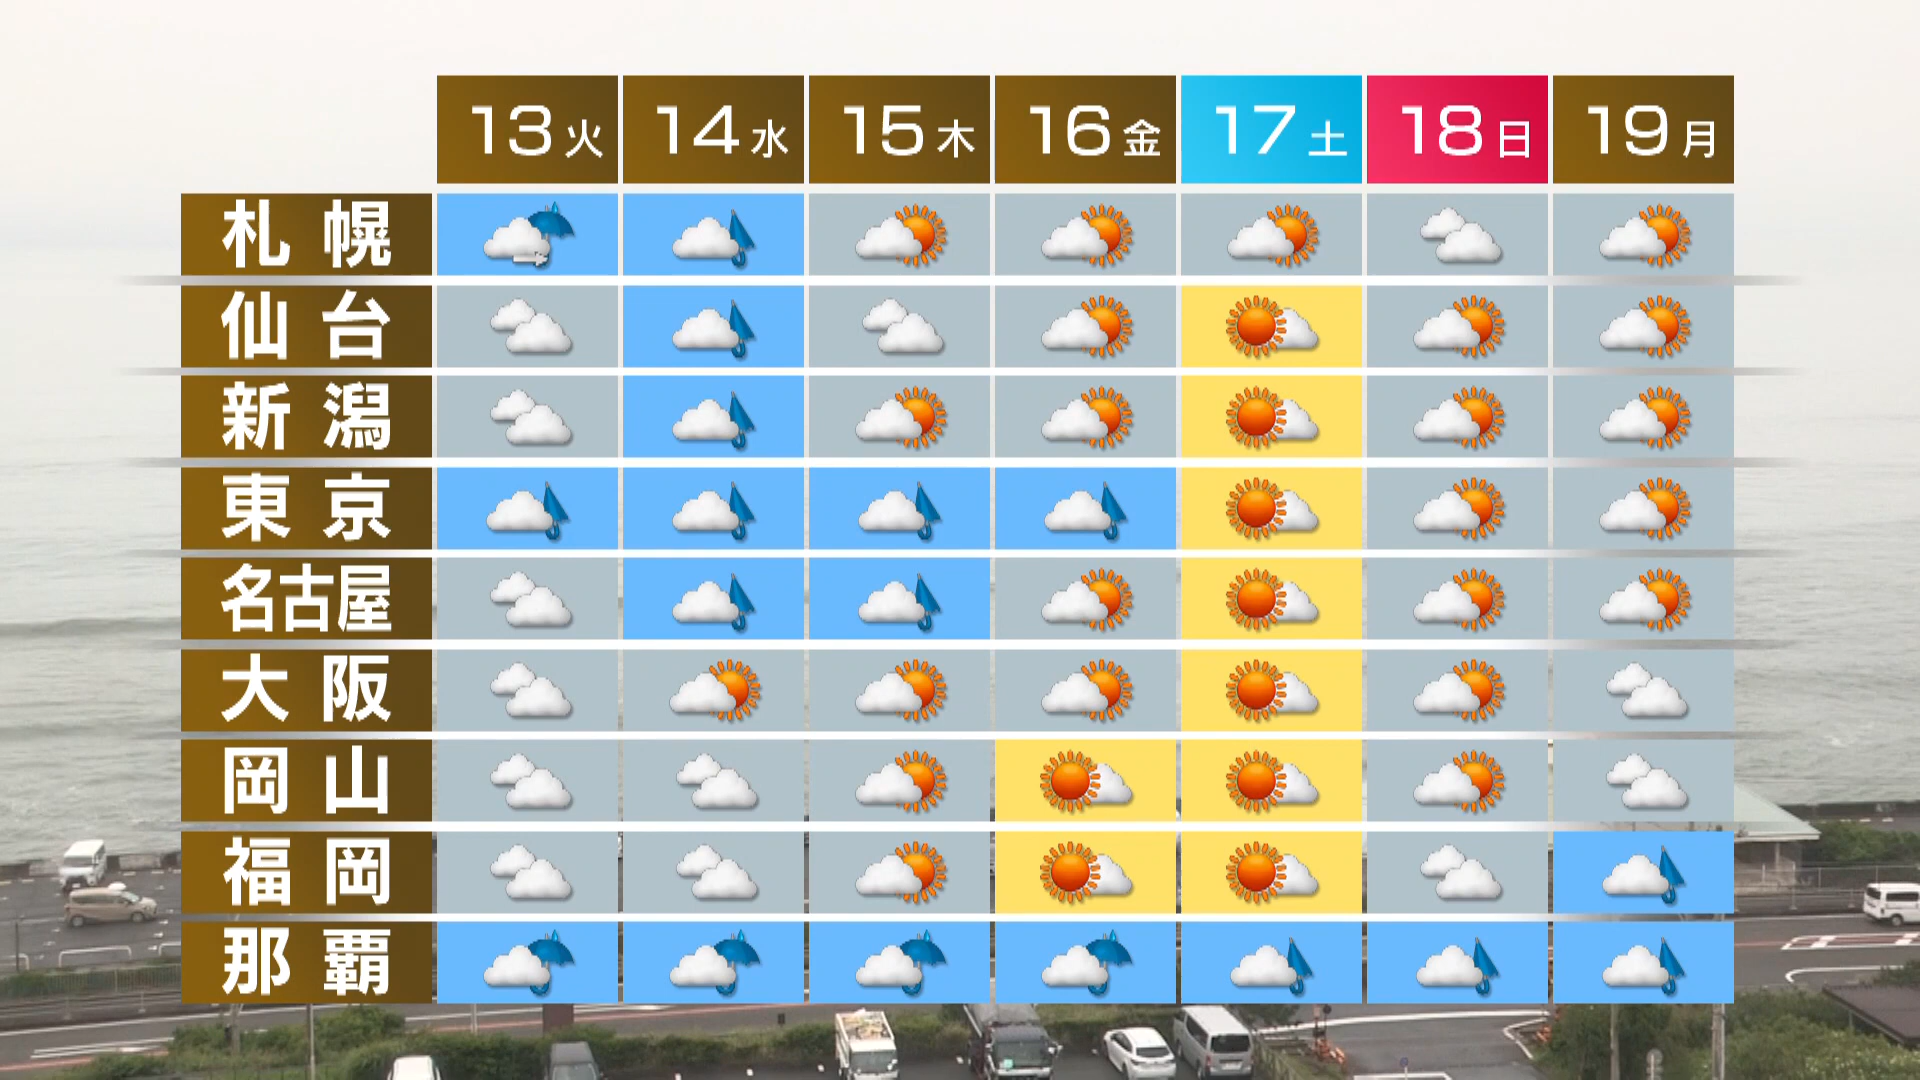 13火 14水 15木 16金 17土 18日 19月
札幌
仙台
新潟
東京
名古屋
大阪
岡山
福岡
那覇